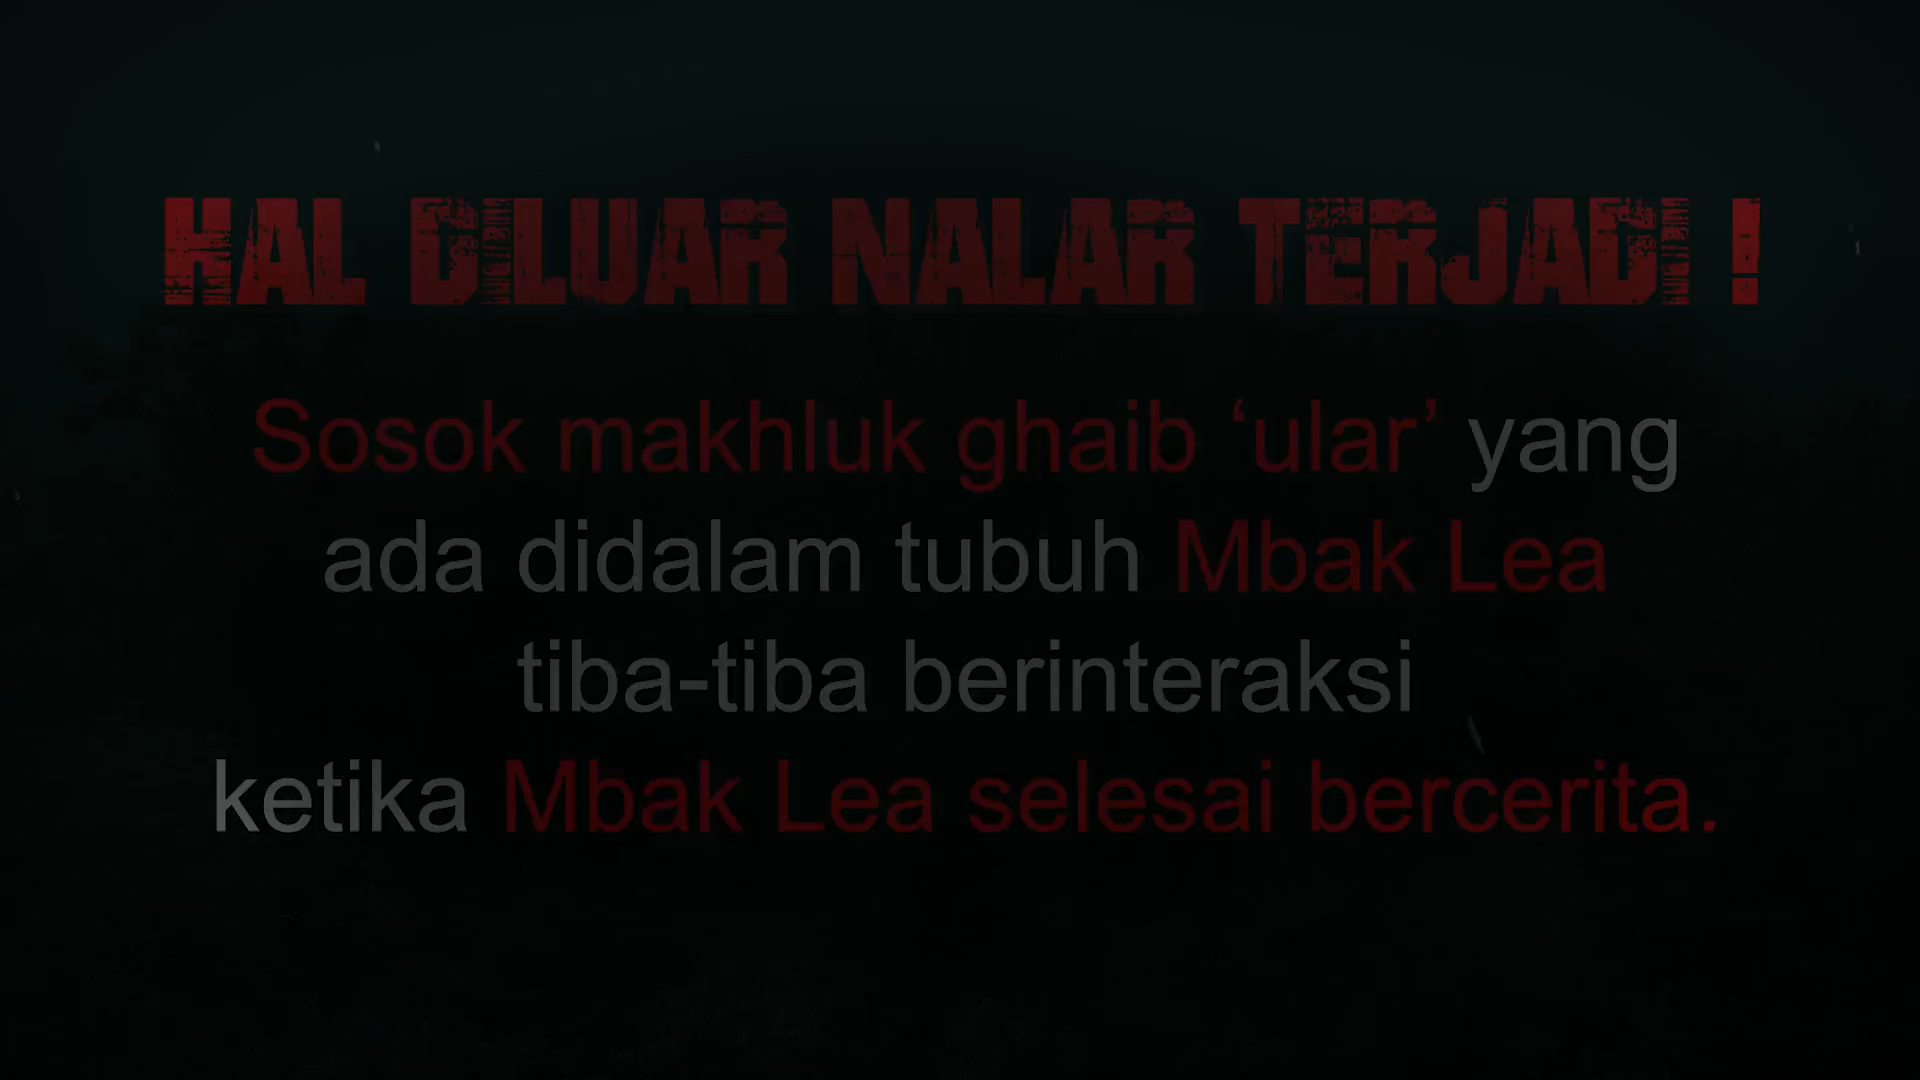 HAL DILUAR NALAR TERJADI !
Sosok makhluk ghaib ‘ular’ yang
ada didalam tubuh Mbak Lea
tiba-tiba berinteraksi
ketika Mbak Lea selesai bercerita.